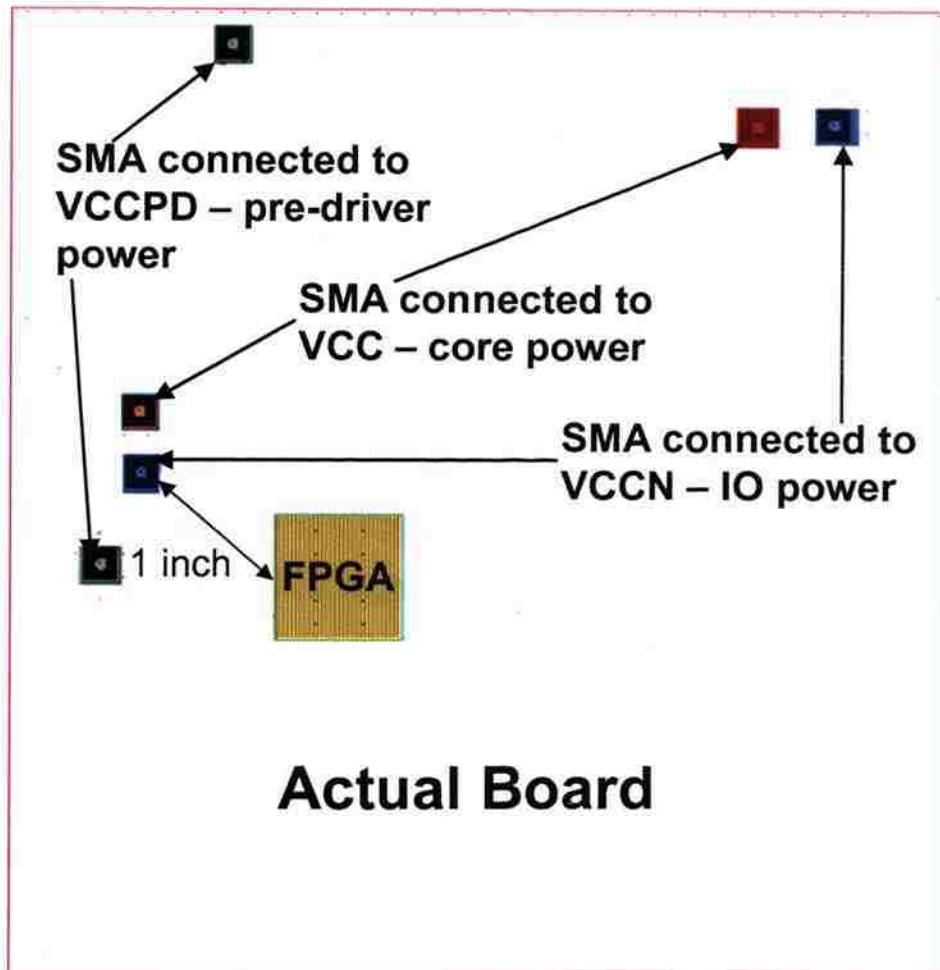 SMA connected to
VCCPD – pre-driver
power
SMA connected to
VCC – core power
SMA connected to
VCCN – IO power
1 inch
FPGA
Actual Board